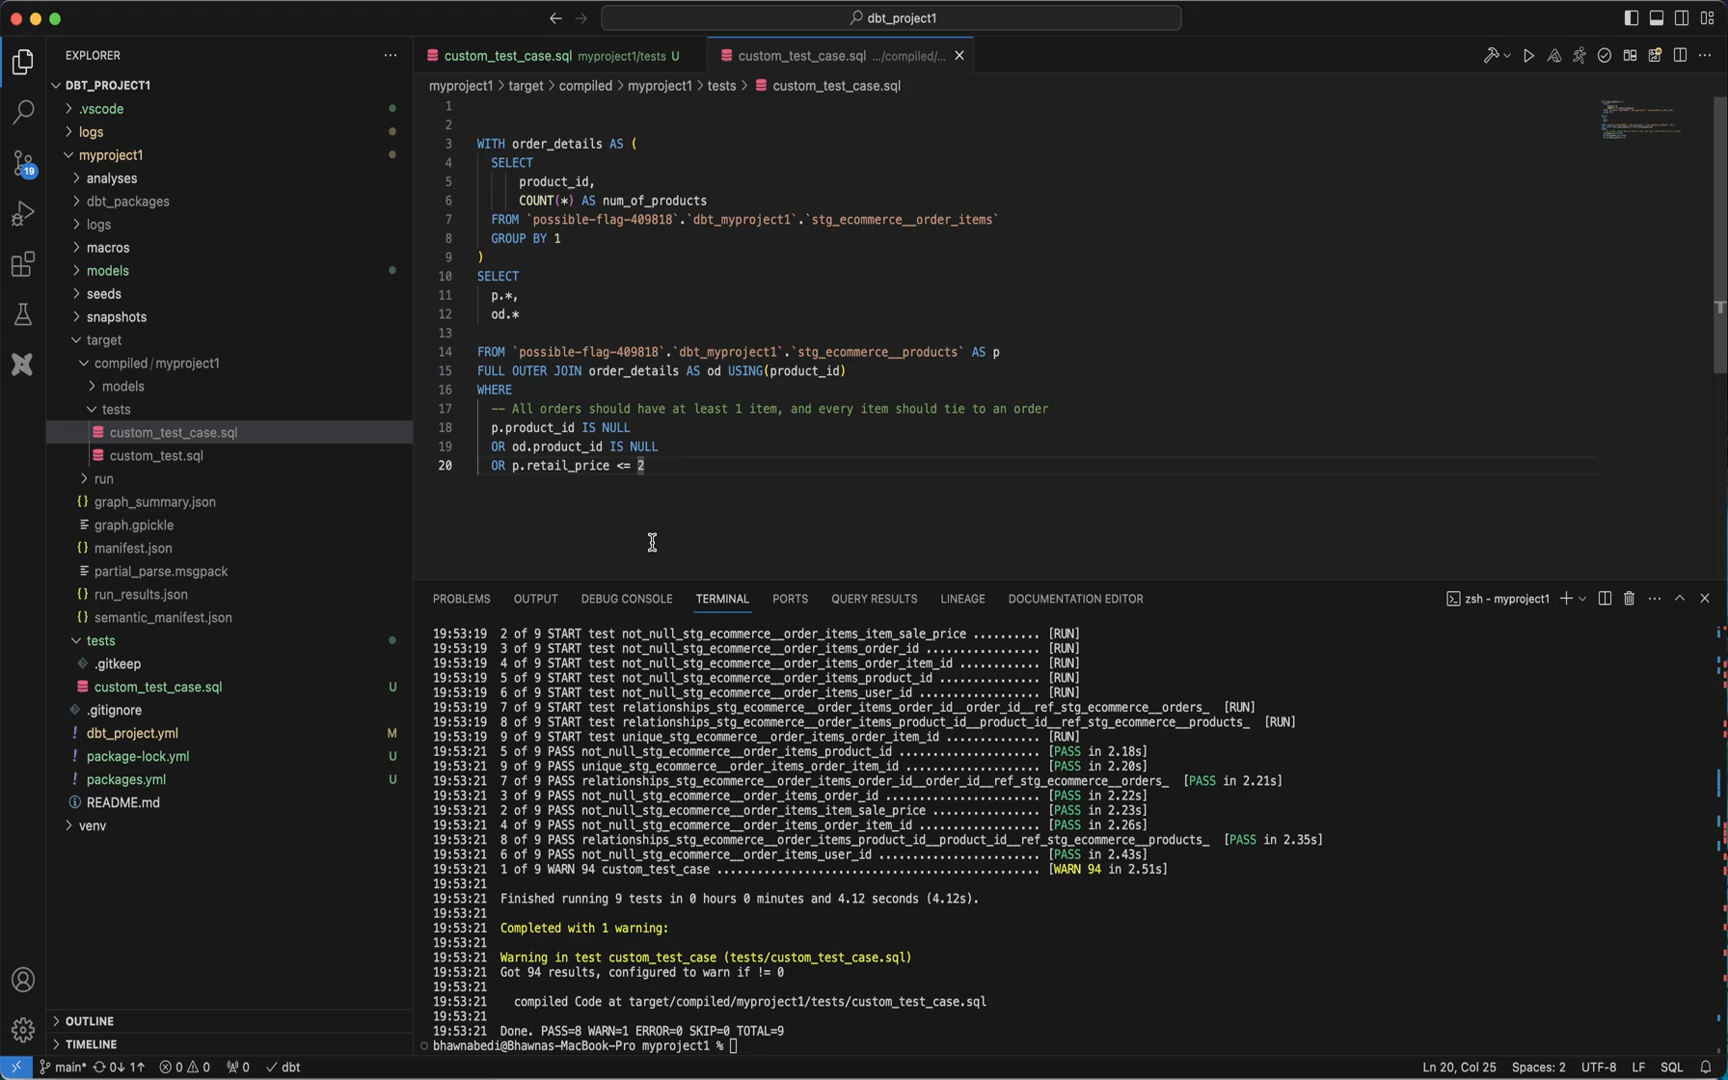 dbt_project1
EXPLORER
DBT_PROJECT1
.vscode
logs
myproject1
analyses
dbt_packages
logs
macros
models
seeds
snapshots
target
compiled / myproject1
models
tests
custom_test_case.sql
custom_test.sql
run
graph_summary.json
graph.gpickle
manifest.json
partial_parse.msgpack
run_results.json
semantic_manifest.json
tests
.gitkeep
custom_test_case.sql U
.gitignore
dbt_project.yml M
package-lock.yml U
packages.yml U
README.md
venv
OUTLINE
TIMELINE
19
custom_test_case.sql myproject1/tests U
custom_test_case.sql .../compiled/...
myproject1 > target > compiled > myproject1 > tests > custom_test_case.sql
1
2
3 WITH order_details AS (
4 SELECT
5 product_id,
6 COUNT(*) AS num_of_products
7 FROM `possible-flag-409818`.`dbt_myproject1`.`stg_ecommerce__order_items`
8 GROUP BY 1
9 )
10 SELECT
11 p.*,
12 od.*
13
14 FROM `possible-flag-409818`.`dbt_myproject1`.`stg_ecommerce__products` AS p
15 FULL OUTER JOIN order_details AS od USING(product_id)
16 WHERE
17 -- All orders should have at least 1 item, and every item should tie to an order
18 p.product_id IS NULL
19 OR od.product_id IS NULL
20 OR p.retail_price <= 2
PROBLEMS OUTPUT DEBUG CONSOLE TERMINAL PORTS QUERY RESULTS LINEAGE DOCUMENTATION EDITOR
zsh - myproject1
19:53:19 2 of 9 START test not_null_stg_ecommerce__order_items_item_sale_price .......... [RUN]
19:53:19 3 of 9 START test not_null_stg_ecommerce__order_items_order_id ................. [RUN]
19:53:19 4 of 9 START test not_null_stg_ecommerce__order_items_order_item_id ............ [RUN]
19:53:19 5 of 9 START test not_null_stg_ecommerce__order_items_product_id ............... [RUN]
19:53:19 6 of 9 START test not_null_stg_ecommerce__order_items_user_id .................. [RUN]
19:53:19 7 of 9 START test relationships_stg_ecommerce__order_items_order_id__order_id__ref_stg_ecommerce__orders_ [RUN]
19:53:19 8 of 9 START test relationships_stg_ecommerce__order_items_product_id__product_id__ref_stg_ecommerce__products_ [RUN]
19:53:19 9 of 9 START test unique_stg_ecommerce__order_items_order_item_id .............. [RUN]
19:53:21 5 of 9 PASS not_null_stg_ecommerce__order_items_product_id .................... [PASS in 2.18s]
19:53:21 9 of 9 PASS unique_stg_ecommerce__order_items_order_item_id ................... [PASS in 2.20s]
19:53:21 7 of 9 PASS relationships_stg_ecommerce__order_items_order_id__order_id__ref_stg_ecommerce__orders_ [PASS in 2.21s]
19:53:21 3 of 9 PASS not_null_stg_ecommerce__order_items_order_id ...................... [PASS in 2.22s]
19:53:21 2 of 9 PASS not_null_stg_ecommerce__order_items_item_sale_price ............... [PASS in 2.23s]
19:53:21 4 of 9 PASS not_null_stg_ecommerce__order_items_order_item_id ................. [PASS in 2.26s]
19:53:21 8 of 9 PASS relationships_stg_ecommerce__order_items_product_id__product_id__ref_stg_ecommerce__products_ [PASS in 2.35s]
19:53:21 6 of 9 PASS not_null_stg_ecommerce__order_items_user_id ....................... [PASS in 2.43s]
19:53:21 1 of 9 WARN 94 custom_test_case ............................................... [WARN 94 in 2.51s]
19:53:21
19:53:21 Finished running 9 tests in 0 hours 0 minutes and 4.12 seconds (4.12s).
19:53:21
19:53:21 Completed with 1 warning:
19:53:21
19:53:21 Warning in test custom_test_case (tests/custom_test_case.sql)
19:53:21 Got 94 results, configured to warn if != 0
19:53:21
19:53:21 compiled Code at target/compiled/myproject1/tests/custom_test_case.sql
19:53:21
19:53:21 Done. PASS=8 WARN=1 ERROR=0 SKIP=0 TOTAL=9
bhawnabedi@Bhawnas-MacBook-Pro myproject1 %
main* 0↓ 1↑ 0 0 0 dbt Ln 20, Col 25 Spaces: 2 UTF-8 LF SQL